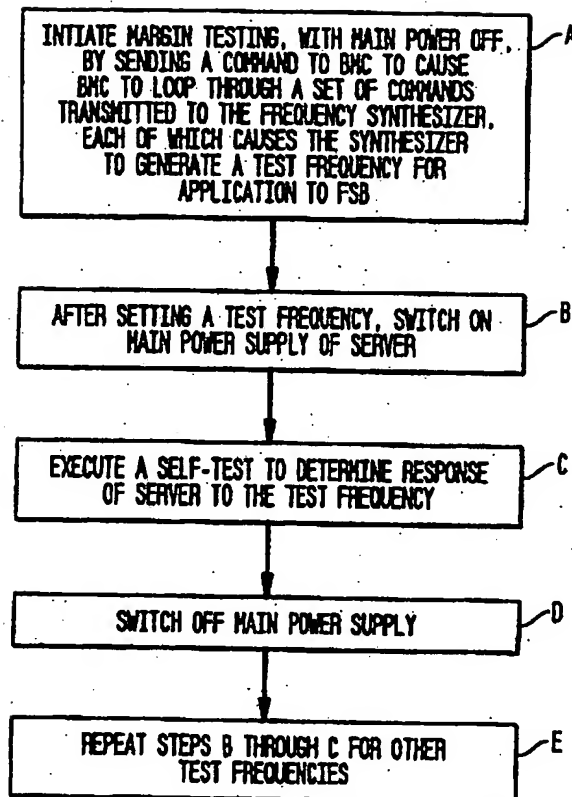 INTIATE MARGIN TESTING, WITH MAIN POWER OFF,
BY SENDING A COMMAND TO BMC TO CAUSE
BMC TO LOOP THROUGH A SET OF COMMANDS
TRANSMITTED TO THE FREQUENCY SYNTHESIZER,
EACH OF WHICH CAUSES THE SYNTHESIZER
TO GENERATE A TEST FREQUENCY FOR
APPLICATION TO FSB
A
AFTER SETTING A TEST FREQUENCY, SWITCH ON
MAIN POWER SUPPLY OF SERVER
B
EXECUTE A SELF-TEST TO DETERMINE RESPONSE
OF SERVER TO THE TEST FREQUENCY
C
SWITCH OFF MAIN POWER SUPPLY
D
REPEAT STEPS B THROUGH C FOR OTHER
TEST FREQUENCIES
E